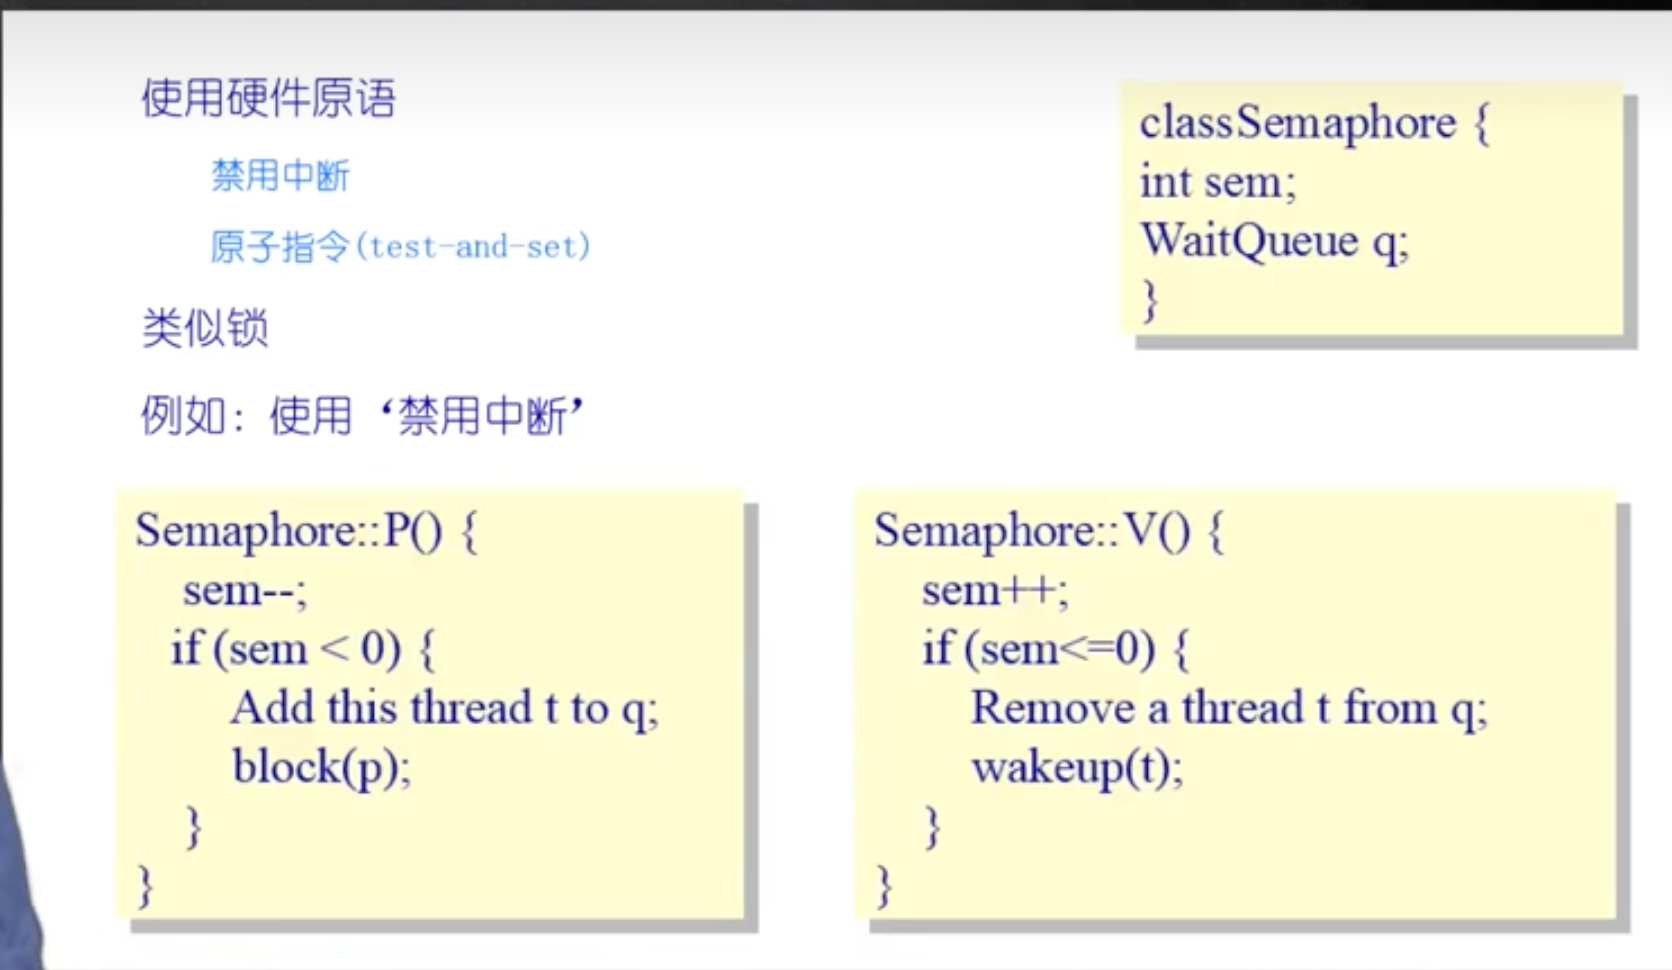 使用硬件原语
禁用中断
原子指令(test-and-set)
类似锁
例如：使用‘禁用中断’
classSemaphore {
int sem;
WaitQueue q;
}
Semaphore::P() {
sem--;
if (sem < 0) {
Add this thread t to q;
block(p);
}
}
Semaphore::V() {
sem++;
if (sem<=0) {
Remove a thread t from q;
wakeup(t);
}
}